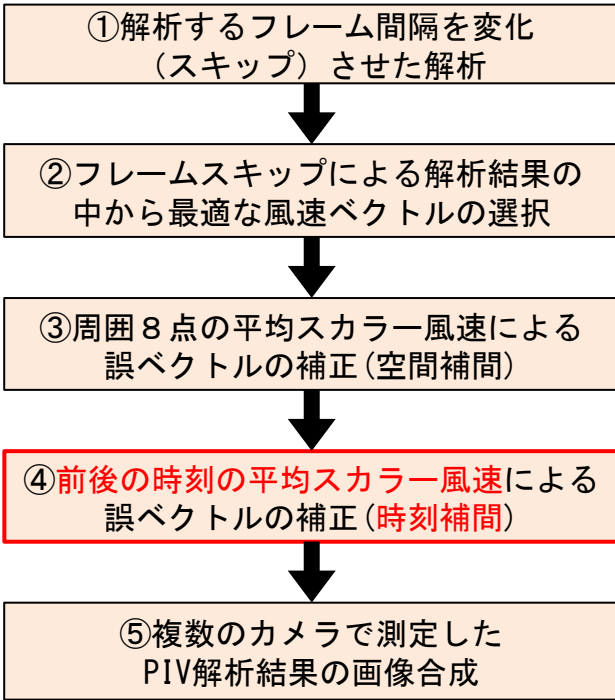 ①解析するフレーム間隔を変化
（スキップ）させた解析
②フレームスキップによる解析結果の
中から最適な風速ベクトルの選択
③周囲８点の平均スカラー風速による
誤ベクトルの補正(空間補間)
④前後の時刻の平均スカラー風速による
誤ベクトルの補正(時刻補間)
⑤複数のカメラで測定した
PIV解析結果の画像合成